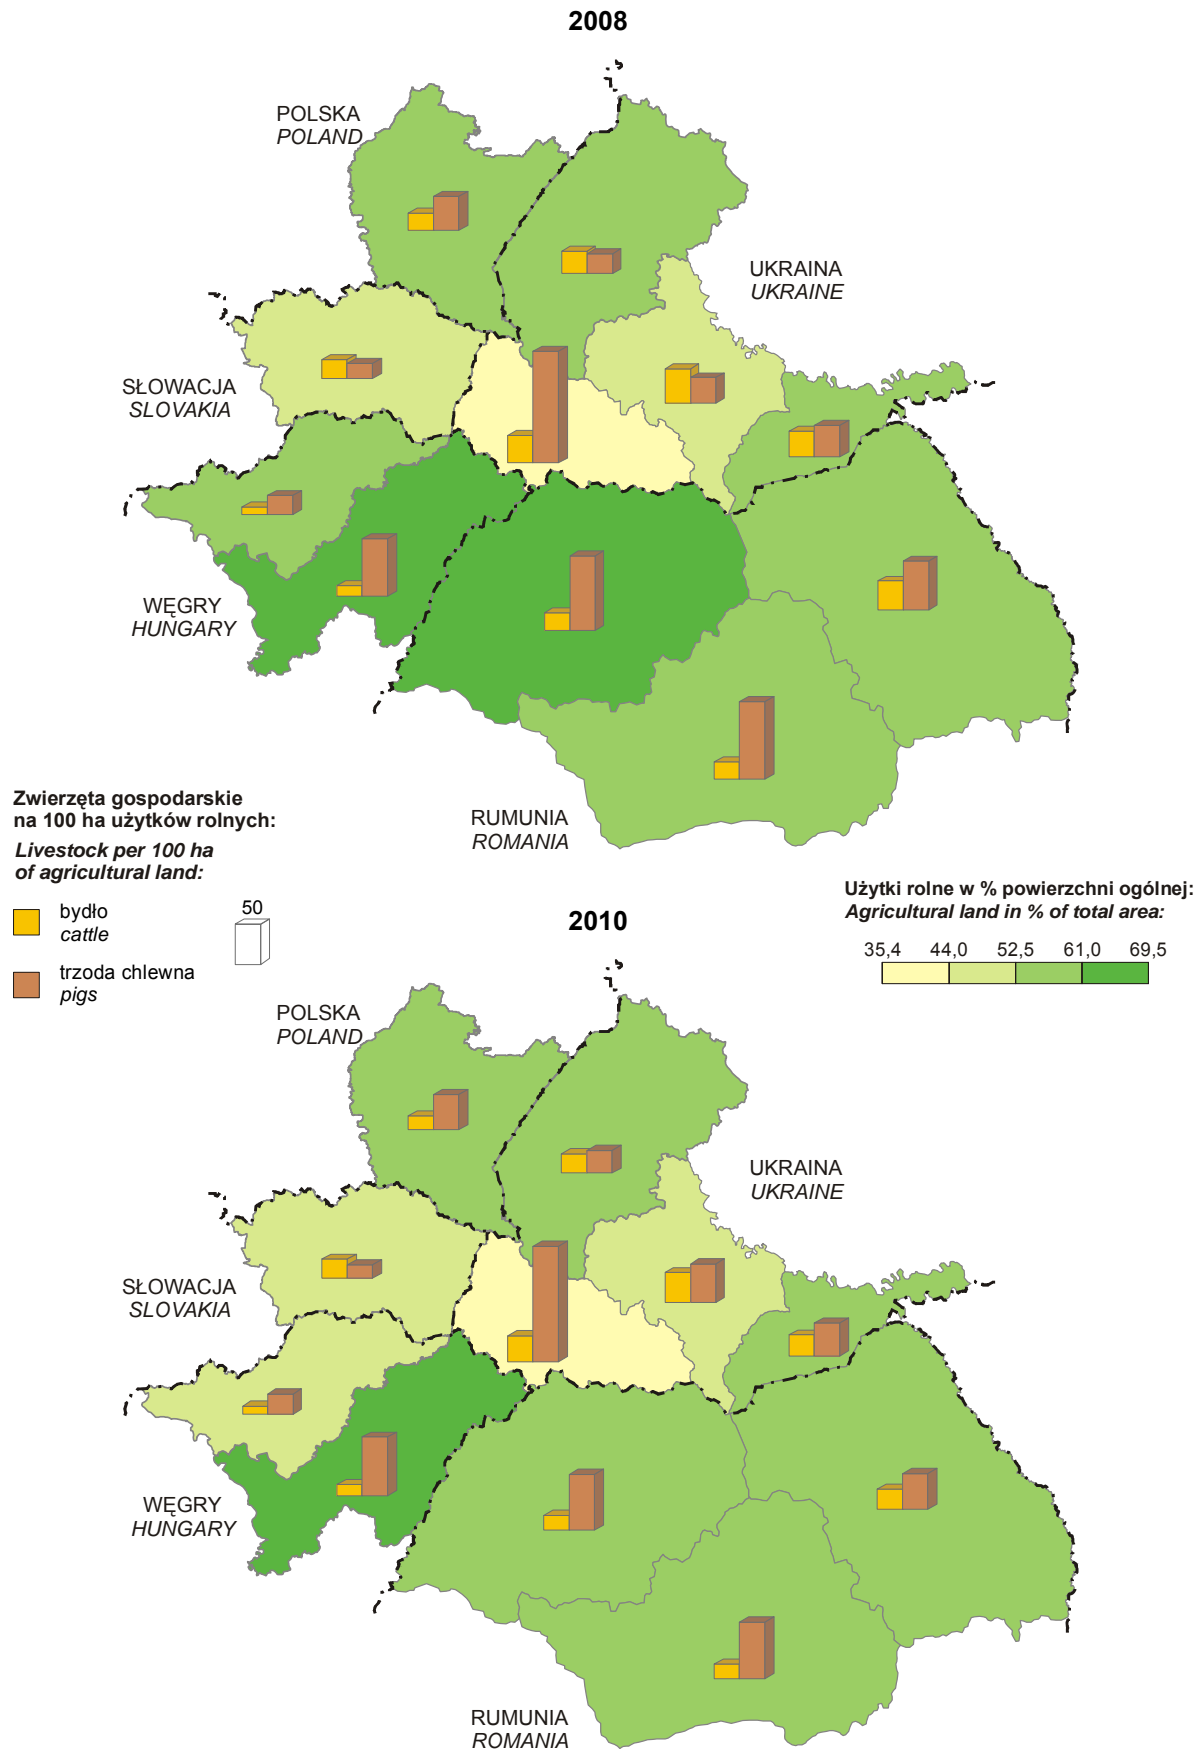 2008
POLSKA
POLAND
UKRAINA
UKRAINE
SŁOWACJA
SLOVAKIA
WĘGRY
HUNGARY
RUMUNIA
ROMANIA
Zwierzęta gospodarskie
na 100 ha użytków rolnych:
Livestock per 100 ha
of agricultural land:
bydło
cattle
trzoda chlewna
pigs
50
Użytki rolne w % powierzchni ogólnej:
Agricultural land in % of total area:
35,4 44,0 52,5 61,0 69,5
2010
POLSKA
POLAND
UKRAINA
UKRAINE
SŁOWACJA
SLOVAKIA
WĘGRY
HUNGARY
RUMUNIA
ROMANIA